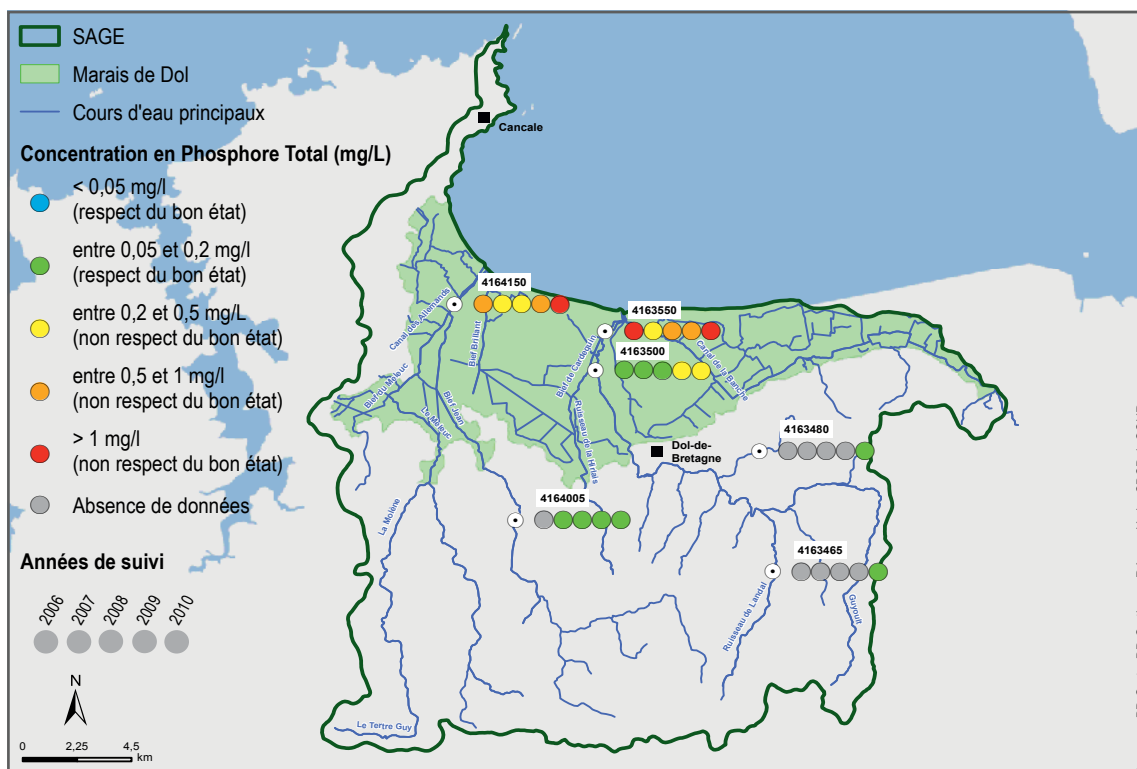 SAGE
Marais de Dol
Cours d'eau principaux
Concentration en Phosphore Total (mg/L)
< 0,05 mg/l
(respect du bon état)
entre 0,05 et 0,2 mg/l
(respect du bon état)
entre 0,2 et 0,5 mg/L
(non respect du bon état)
entre 0,5 et 1 mg/l
(non respect du bon état)
> 1 mg/l
(non respect du bon état)
Absence de données
Années de suivi
2006
2007
2008
2009
2010
N
0
2,25
4,5
km
Cancale
4164150
4163550
4163500
Canal des Allemands
Bief Brillant
Bief de Cardequin
Canal de la Banche
Bief du Meleuc
Le Meleuc
Bief Jean
Ruisseau de la Hirlais
Dol-de-
Bretagne
4163480
4164005
La Molène
4163465
Ruisseau de Landal
Guyoult
Le Tertre Guy